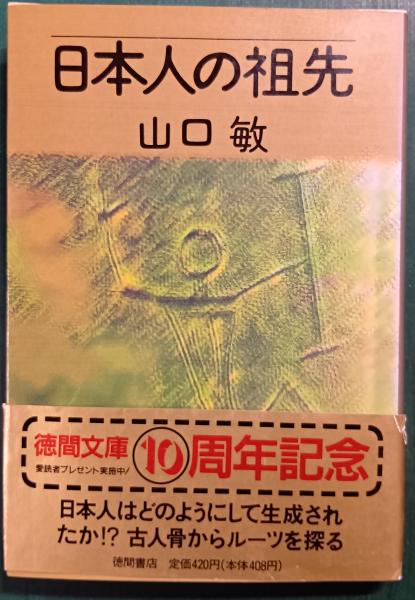 日本人の祖先
山口 敏
徳間文庫
愛読者プレゼント実施中!
10周年記念
日本人はどのようにして生成され
たか!? 古人骨からルーツを探る
徳間書店 定価420円(本体408円)